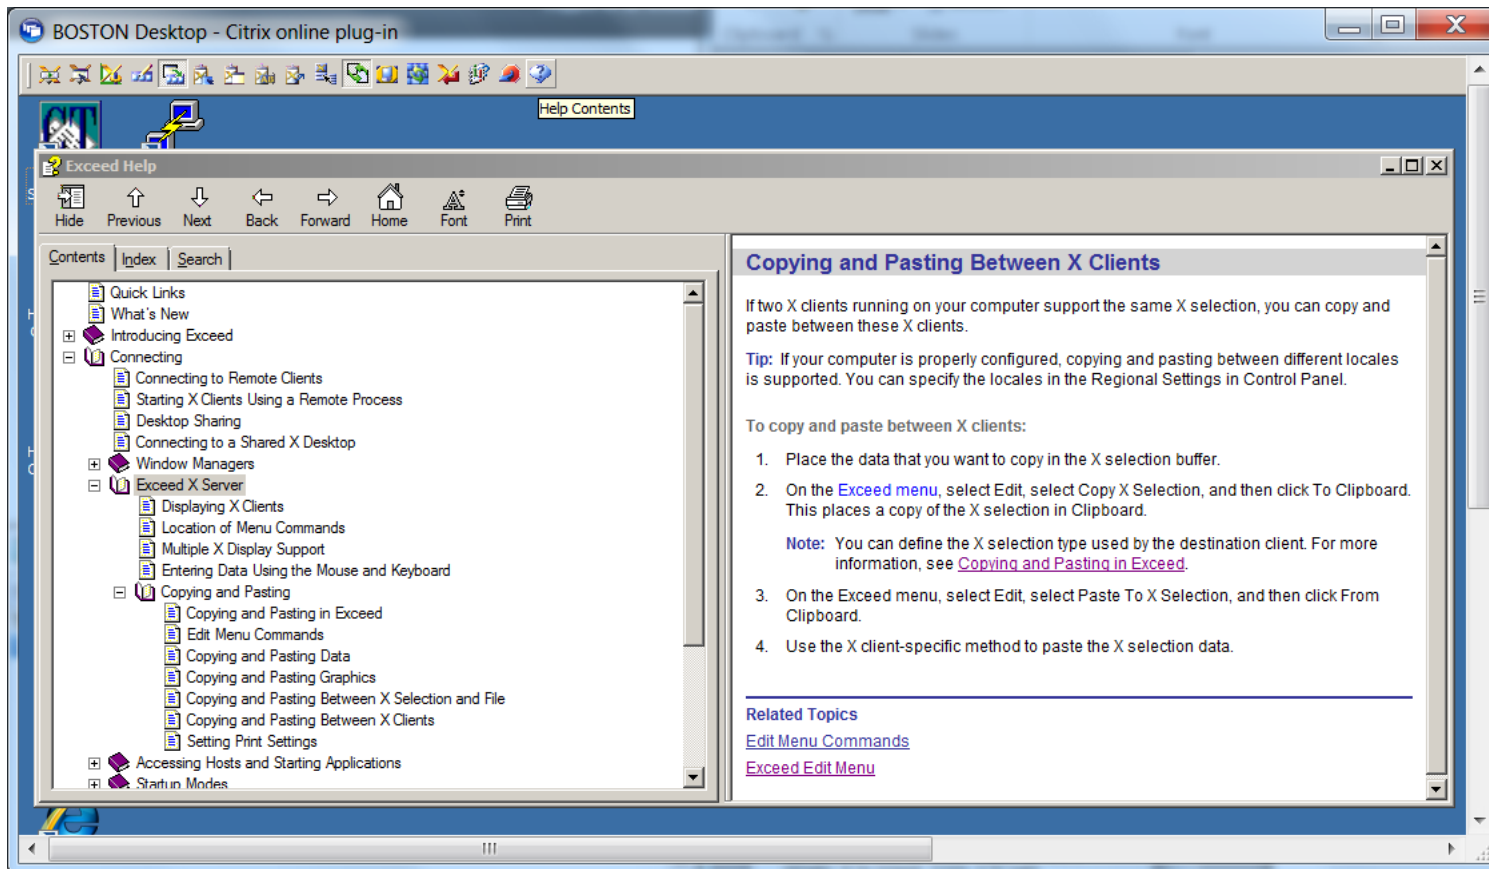 BOSTON Desktop - Citrix online plug-in
Help Contents
Exceed Help
Hide Previous Next Back Forward Home Font Print
Contents Index Search
Quick Links
What's New
Introducing Exceed
Connecting
Connecting to Remote Clients
Starting X Clients Using a Remote Process
Desktop Sharing
Connecting to a Shared X Desktop
Window Managers
Exceed X Server
Displaying X Clients
Location of Menu Commands
Multiple X Display Support
Entering Data Using the Mouse and Keyboard
Copying and Pasting
Copying and Pasting in Exceed
Edit Menu Commands
Copying and Pasting Data
Copying and Pasting Graphics
Copying and Pasting Between X Selection and File
Copying and Pasting Between X Clients
Setting Print Settings
Accessing Hosts and Starting Applications
Startup Modes
Copying and Pasting Between X Clients
If two X clients running on your computer support the same X selection, you can copy and
paste between these X clients.
Tip: If your computer is properly configured, copying and pasting between different locales
is supported. You can specify the locales in the Regional Settings in Control Panel.
To copy and paste between X clients:
1. Place the data that you want to copy in the X selection buffer.
2. On the Exceed menu, select Edit, select Copy X Selection, and then click To Clipboard.
This places a copy of the X selection in Clipboard.
Note: You can define the X selection type used by the destination client. For more
information, see Copying and Pasting in Exceed.
3. On the Exceed menu, select Edit, select Paste To X Selection, and then click From
Clipboard.
4. Use the X client-specific method to paste the X selection data.
Related Topics
Edit Menu Commands
Exceed Edit Menu